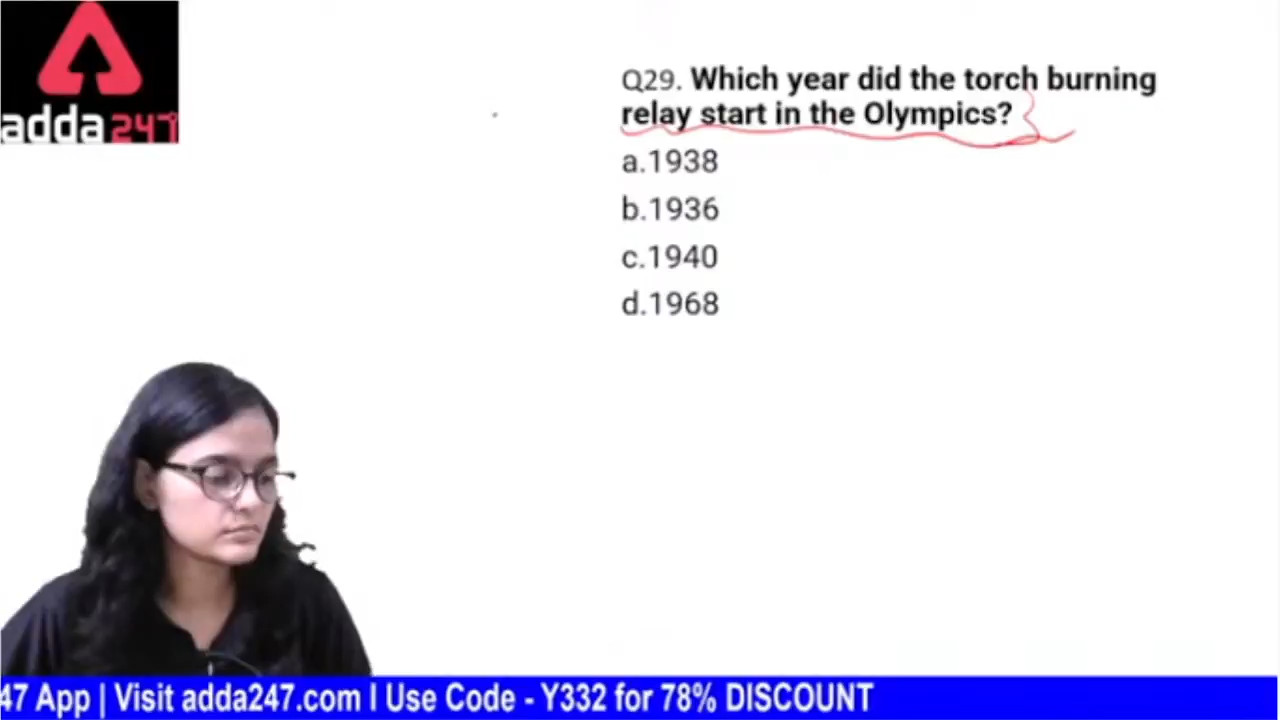 adda247
Q29. Which year did the torch burning
relay start in the Olympics?
a.1938
b.1936
c.1940
d.1968
47 App | Visit adda247.com I Use Code - Y332 for 78% DISCOUNT